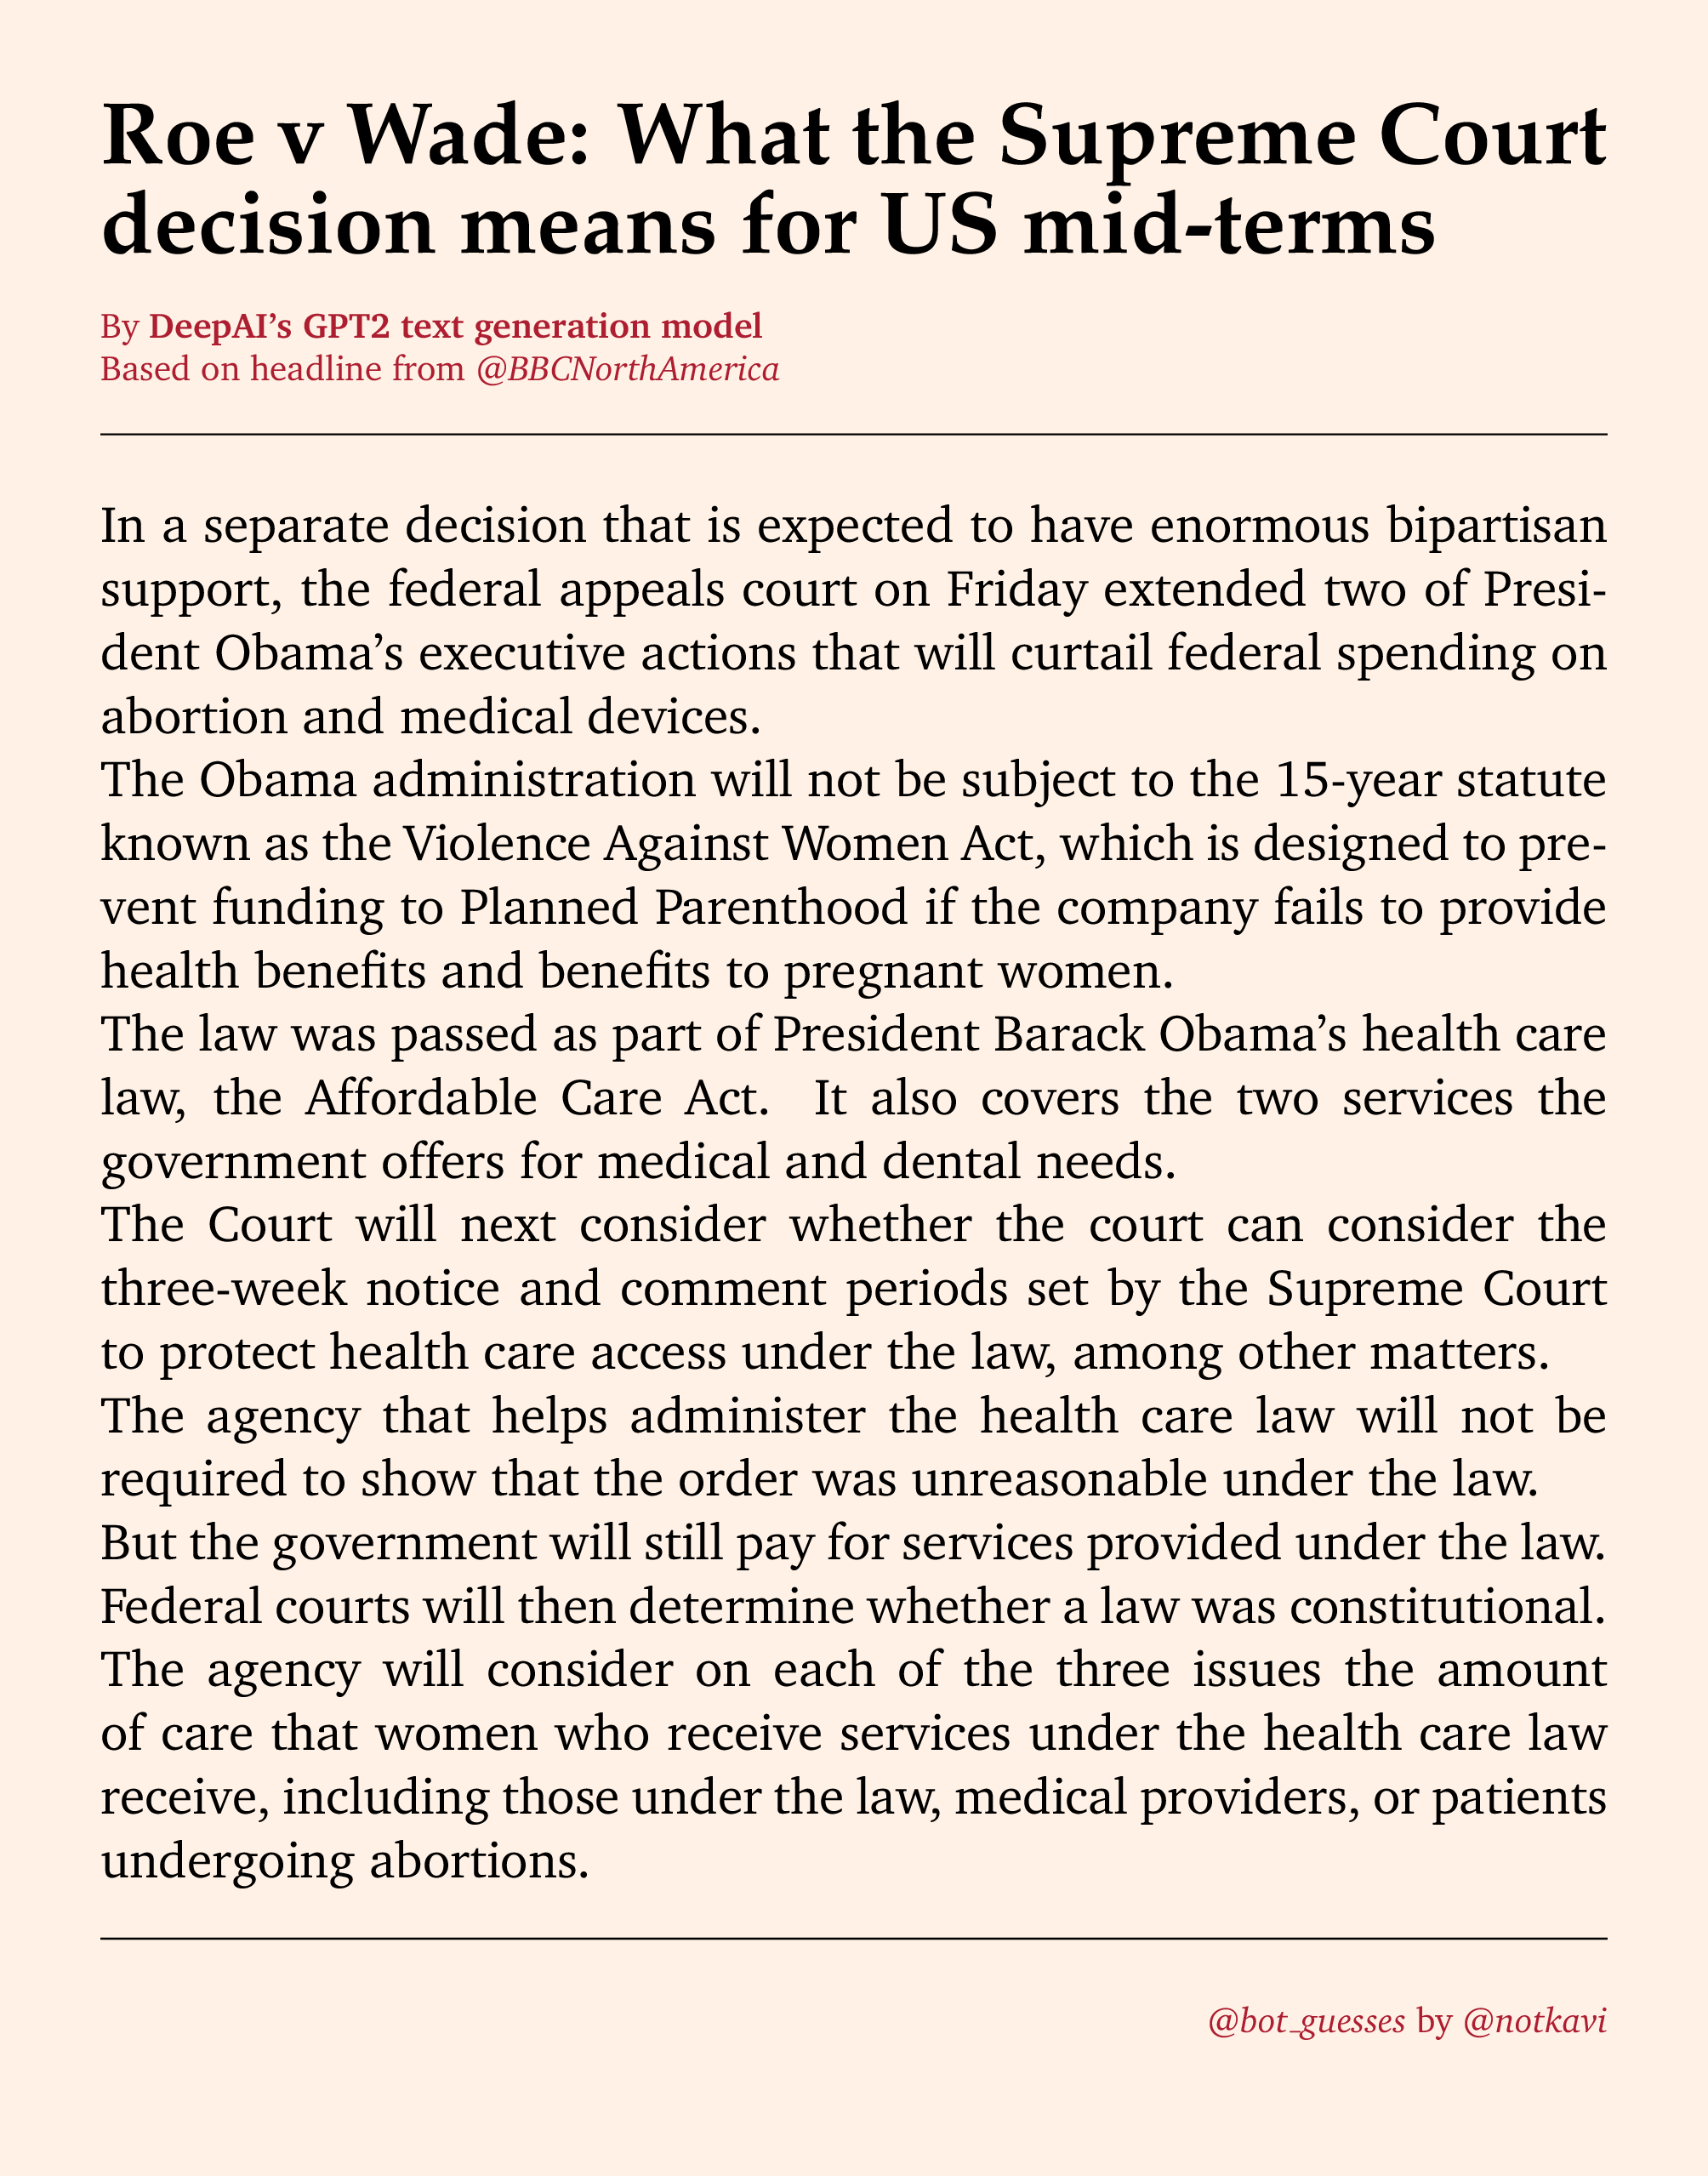 Roe v Wade: What the Supreme Court
decision means for US mid-terms
By DeepAI’s GPT2 text generation model
Based on headline from @BBCNorthAmerica
In a separate decision that is expected to have enormous bipartisan
support, the federal appeals court on Friday extended two of Presi-
dent Obama’s executive actions that will curtail federal spending on
abortion and medical devices.
The Obama administration will not be subject to the 15-year statute
known as the Violence Against Women Act, which is designed to pre-
vent funding to Planned Parenthood if the company fails to provide
health benefits and benefits to pregnant women.
The law was passed as part of President Barack Obama’s health care
law, the Affordable Care Act. It also covers the two services the
government offers for medical and dental needs.
The Court will next consider whether the court can consider the
three-week notice and comment periods set by the Supreme Court
to protect health care access under the law, among other matters.
The agency that helps administer the health care law will not be
required to show that the order was unreasonable under the law.
But the government will still pay for services provided under the law.
Federal courts will then determine whether a law was constitutional.
The agency will consider on each of the three issues the amount
of care that women who receive services under the health care law
receive, including those under the law, medical providers, or patients
undergoing abortions.
@bot_guesses by @notkavi